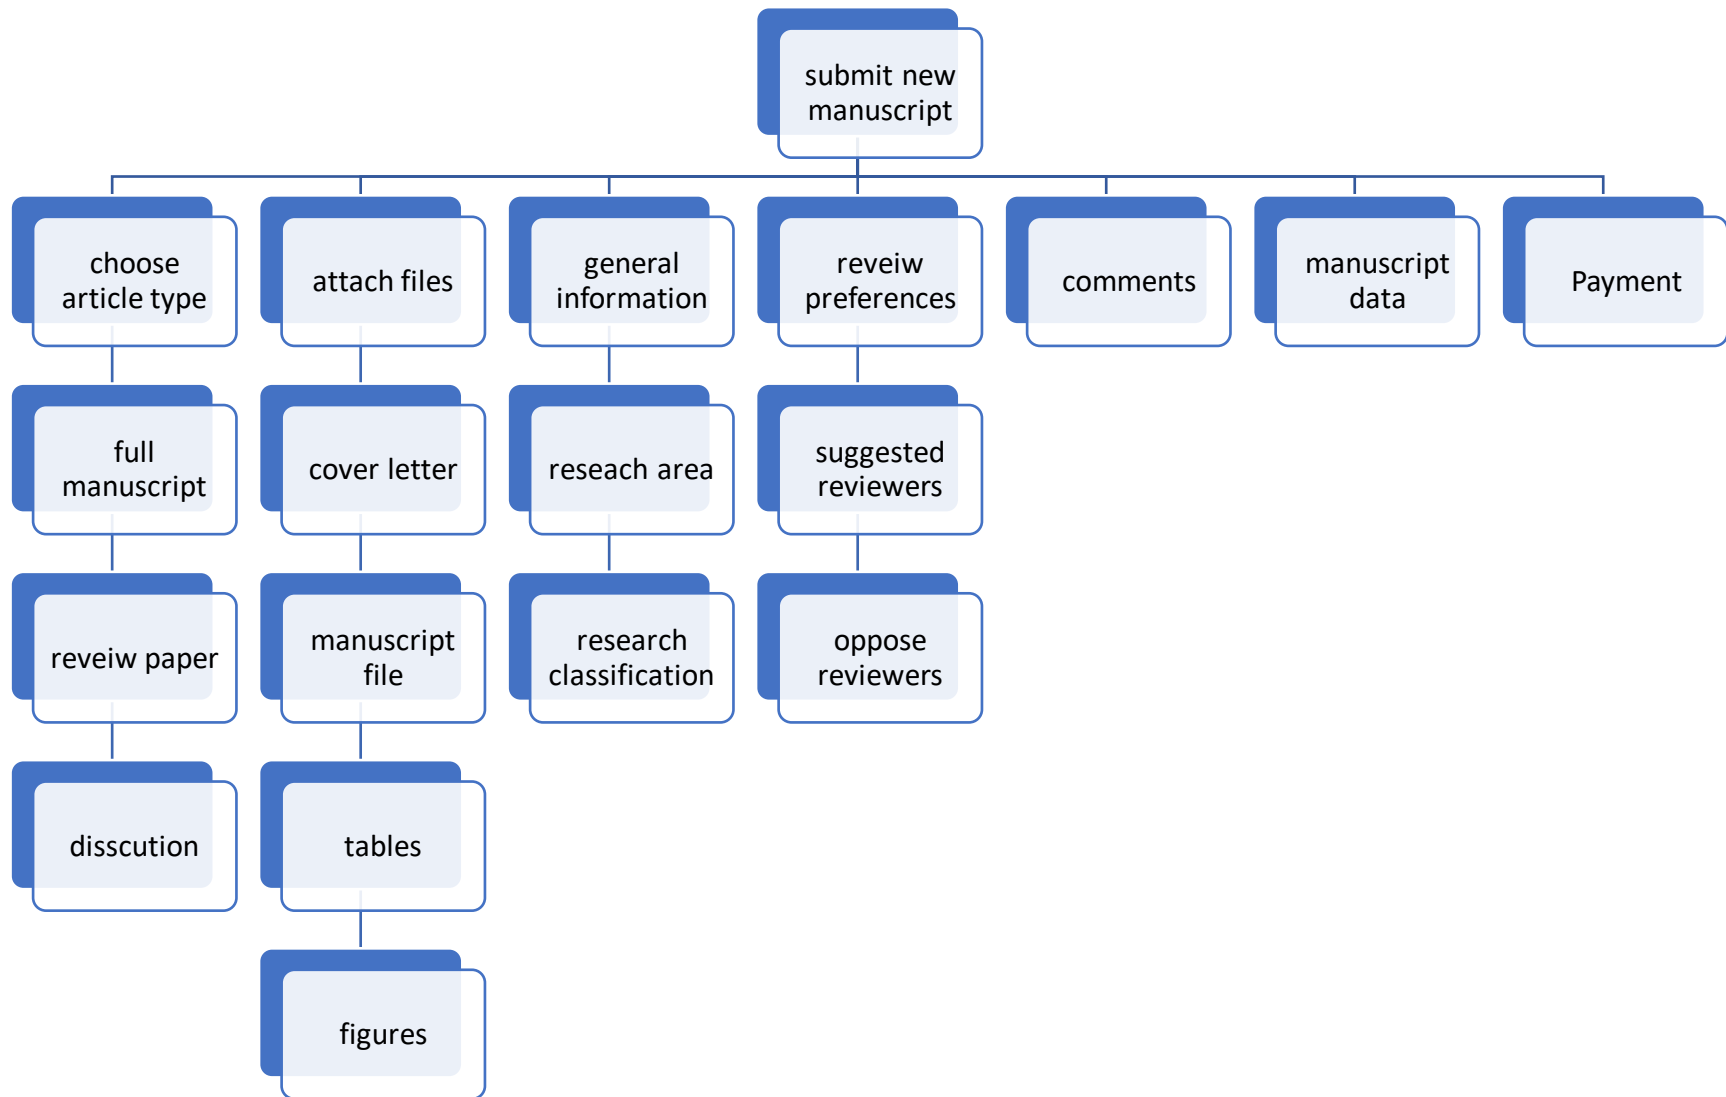 submit new
manuscript
choose
article type
attach files
general
information
reveiw
preferences
comments
manuscript
data
Payment
full
manuscript
cover letter
reseach area
suggested
reviewers
reveiw paper
manuscript
file
research
classification
oppose
reviewers
disscution
tables
figures